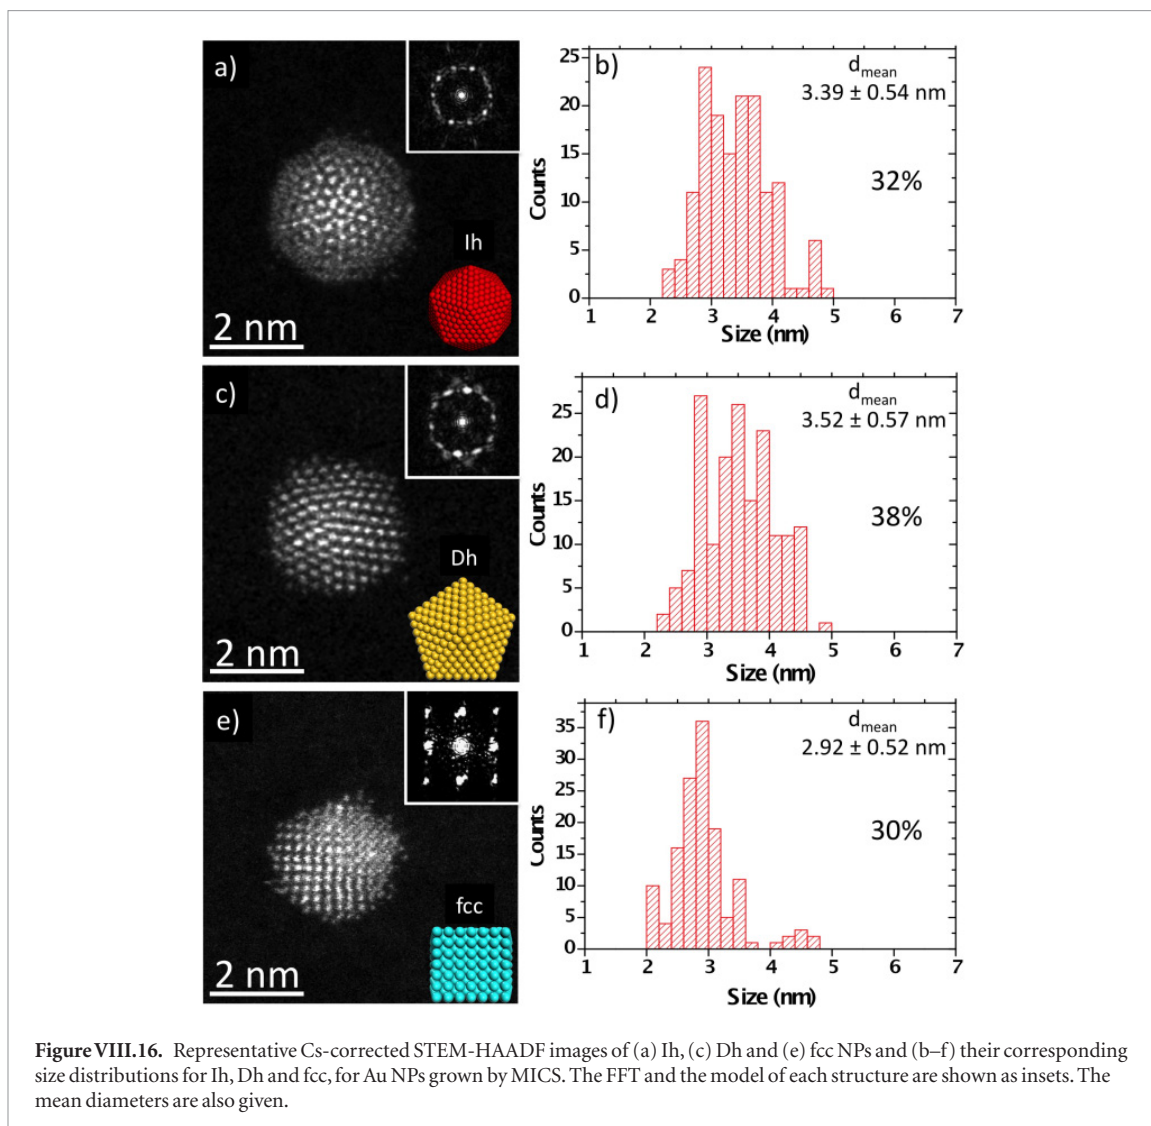 a)
Ih
2 nm
b)
d mean
3.39 ± 0.54 nm
32%
Counts
25
20
15
10
5
0
1 2 3 4 5 6 7
Size (nm)
c)
Dh
2 nm
d)
d mean
3.52 ± 0.57 nm
38%
Counts
25
20
15
10
5
0
1 2 3 4 5 6 7
Size (nm)
e)
fcc
2 nm
f)
d mean
2.92 ± 0.52 nm
30%
Counts
35
30
25
20
15
10
5
0
1 2 3 4 5 6 7
Size (nm)
Figure VIII.16. Representative Cs-corrected STEM-HAADF images of (a) Ih, (c) Dh and (e) fcc NPs and (b–f) their corresponding
size distributions for Ih, Dh and fcc, for Au NPs grown by MICS. The FFT and the model of each structure are shown as insets. The
mean diameters are also given.